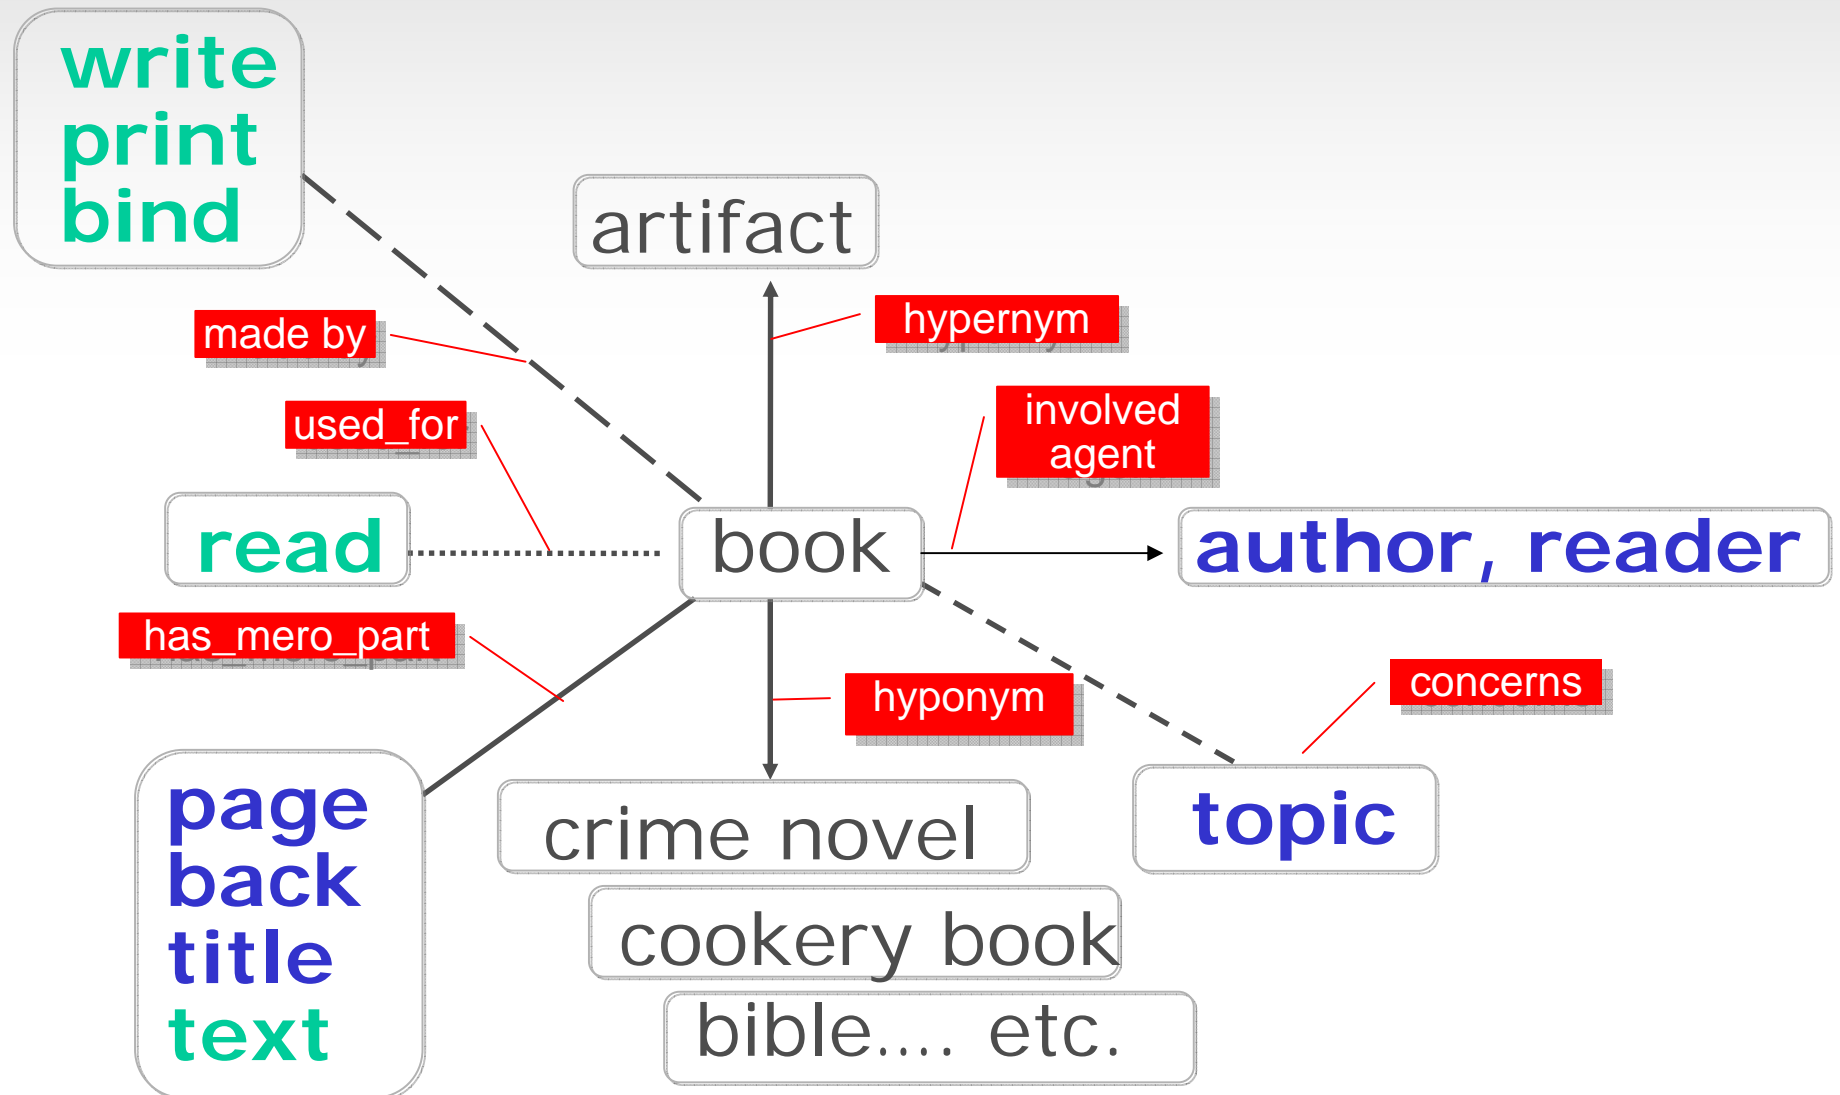 write
print
bind
artifact
made by
hypernym
used_for
involved
agent
read
book
author, reader
has_mero_part
hyponym
concerns
page
back
title
text
crime novel
topic
cookery book
bible.... etc.